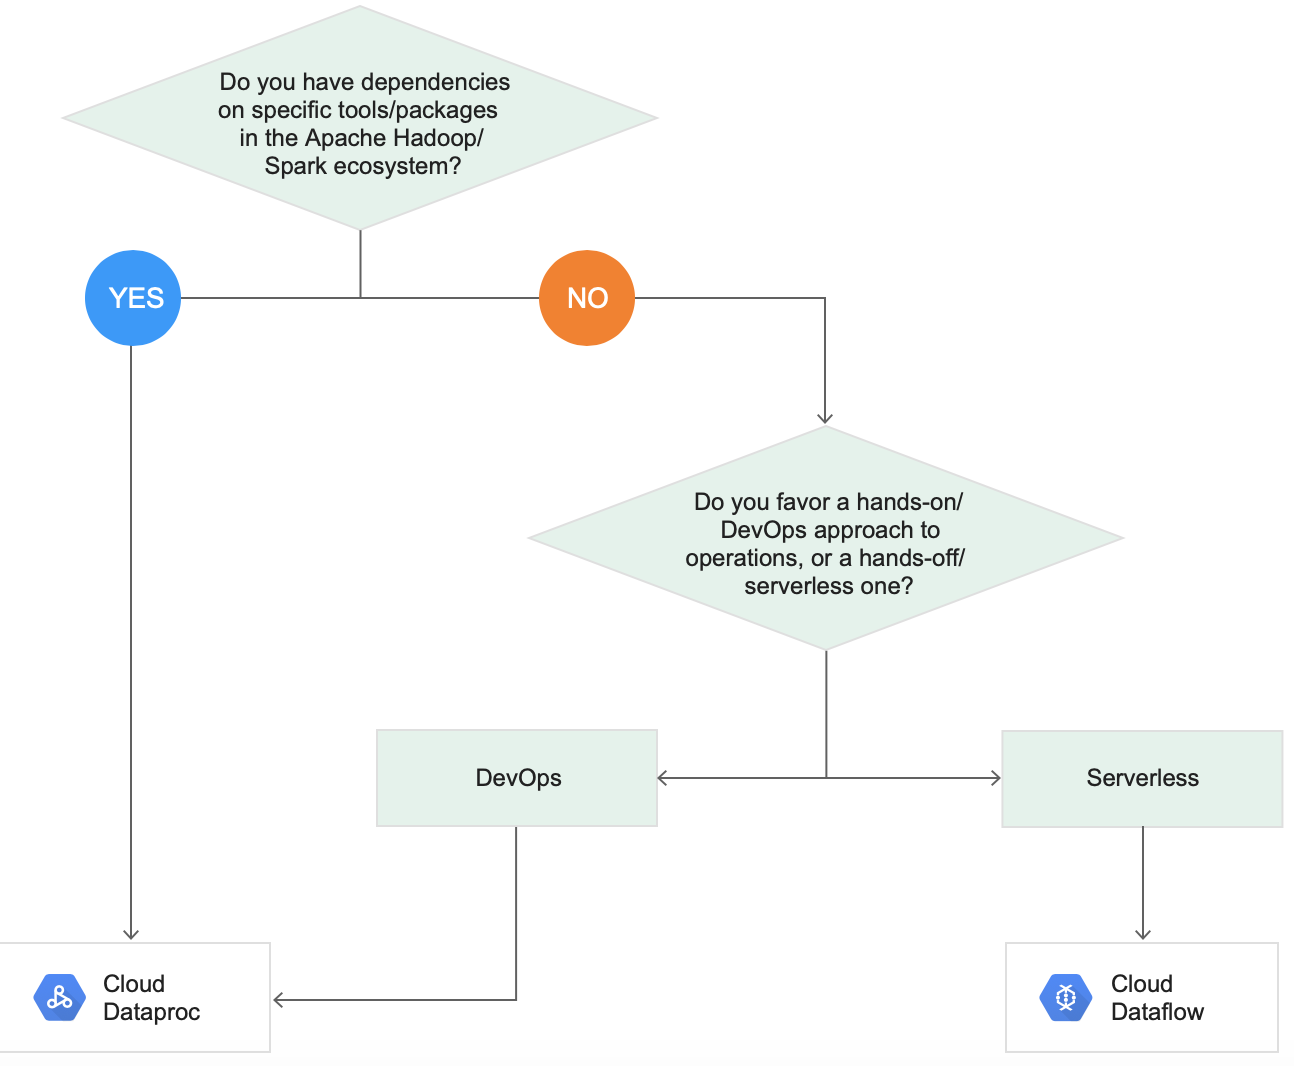 Do you have dependencies
on specific tools/packages
in the Apache Hadoop/
Spark ecosystem?
YES
NO
Do you favor a hands-on/
DevOps approach to
operations, or a hands-off/
serverless one?
DevOps
Serverless
Cloud
Dataproc
Cloud
Dataflow